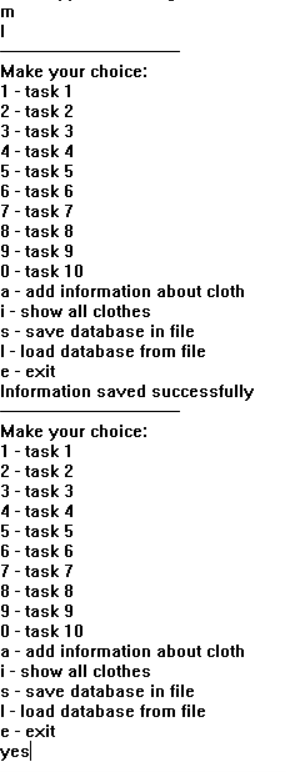 m
l
Make your choice:
1 - task 1
2 - task 2
3 - task 3
4 - task 4
5 - task 5
6 - task 6
7 - task 7
8 - task 8
9 - task 9
0 - task 10
a - add information about cloth
i - show all clothes
s - save database in file
l - load database from file
e - exit
Information saved successfully
Make your choice:
1 - task 1
2 - task 2
3 - task 3
4 - task 4
5 - task 5
6 - task 6
7 - task 7
8 - task 8
9 - task 9
0 - task 10
a - add information about cloth
i - show all clothes
s - save database in file
l - load database from file
e - exit
yes